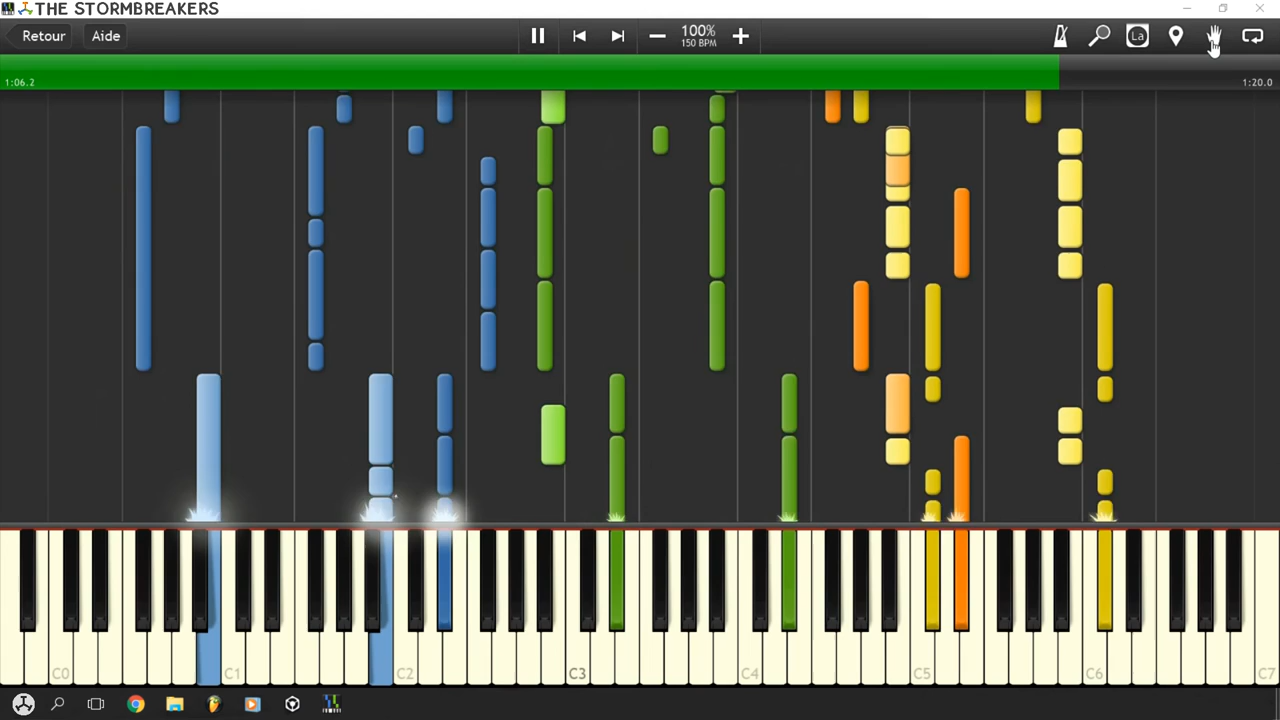 THE STORMBREAKERS
Retour
Aide
100%
150 BPM
La
1:06.2
1:20.0
C0
C1
C2
C3
C4
C5
C6
C7